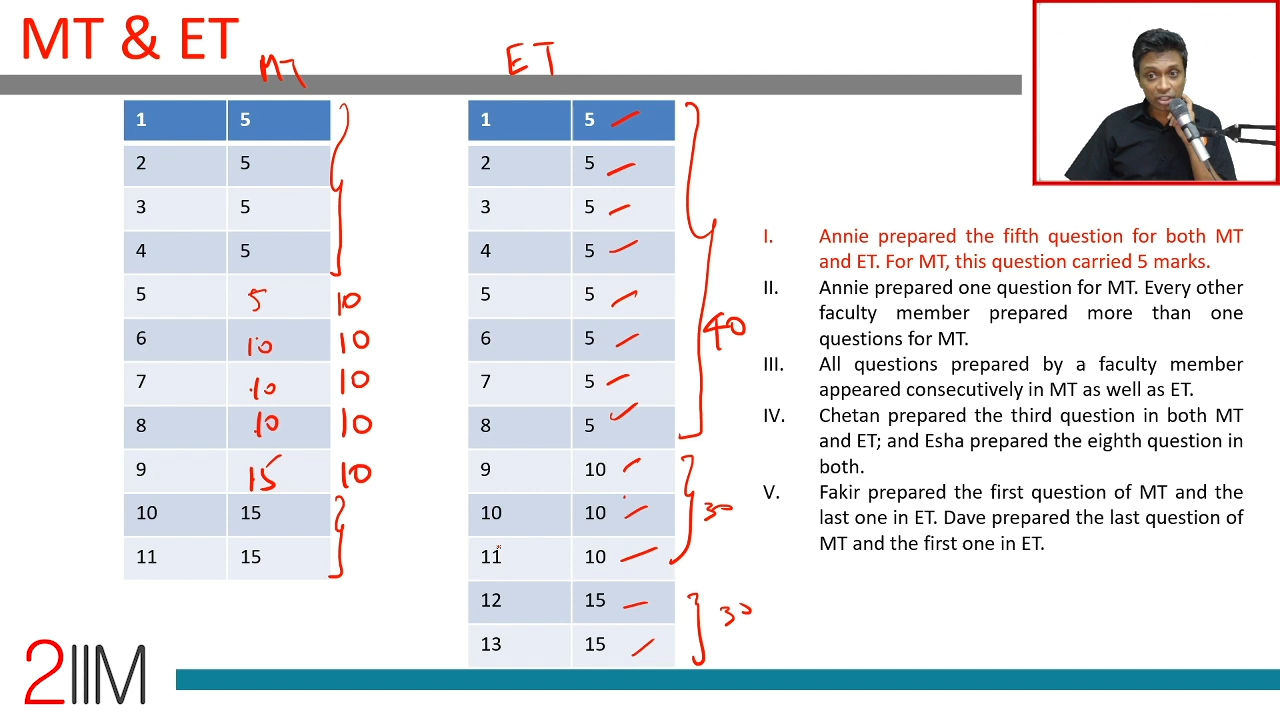 MT & ET
MT
ET
1 5
2 5
3 5
4 5
5 5 10
6 10 10
7 10 10
8 10 10
9 15 10
10 15
11 15
1 5
2 5
3 5
4 5
5 5
6 5
7 5
8 5
40
9 10
10 10
11 10
30
12 15
13 15
30
I. Annie prepared the fifth question for both MT
and ET. For MT, this question carried 5 marks.
II. Annie prepared one question for MT. Every other
faculty member prepared more than one
questions for MT.
III. All questions prepared by a faculty member
appeared consecutively in MT as well as ET.
IV. Chetan prepared the third question in both MT
and ET; and Esha prepared the eighth question in
both.
V. Fakir prepared the first question of MT and the
last one in ET. Dave prepared the last question of
MT and the first one in ET.
2IIM